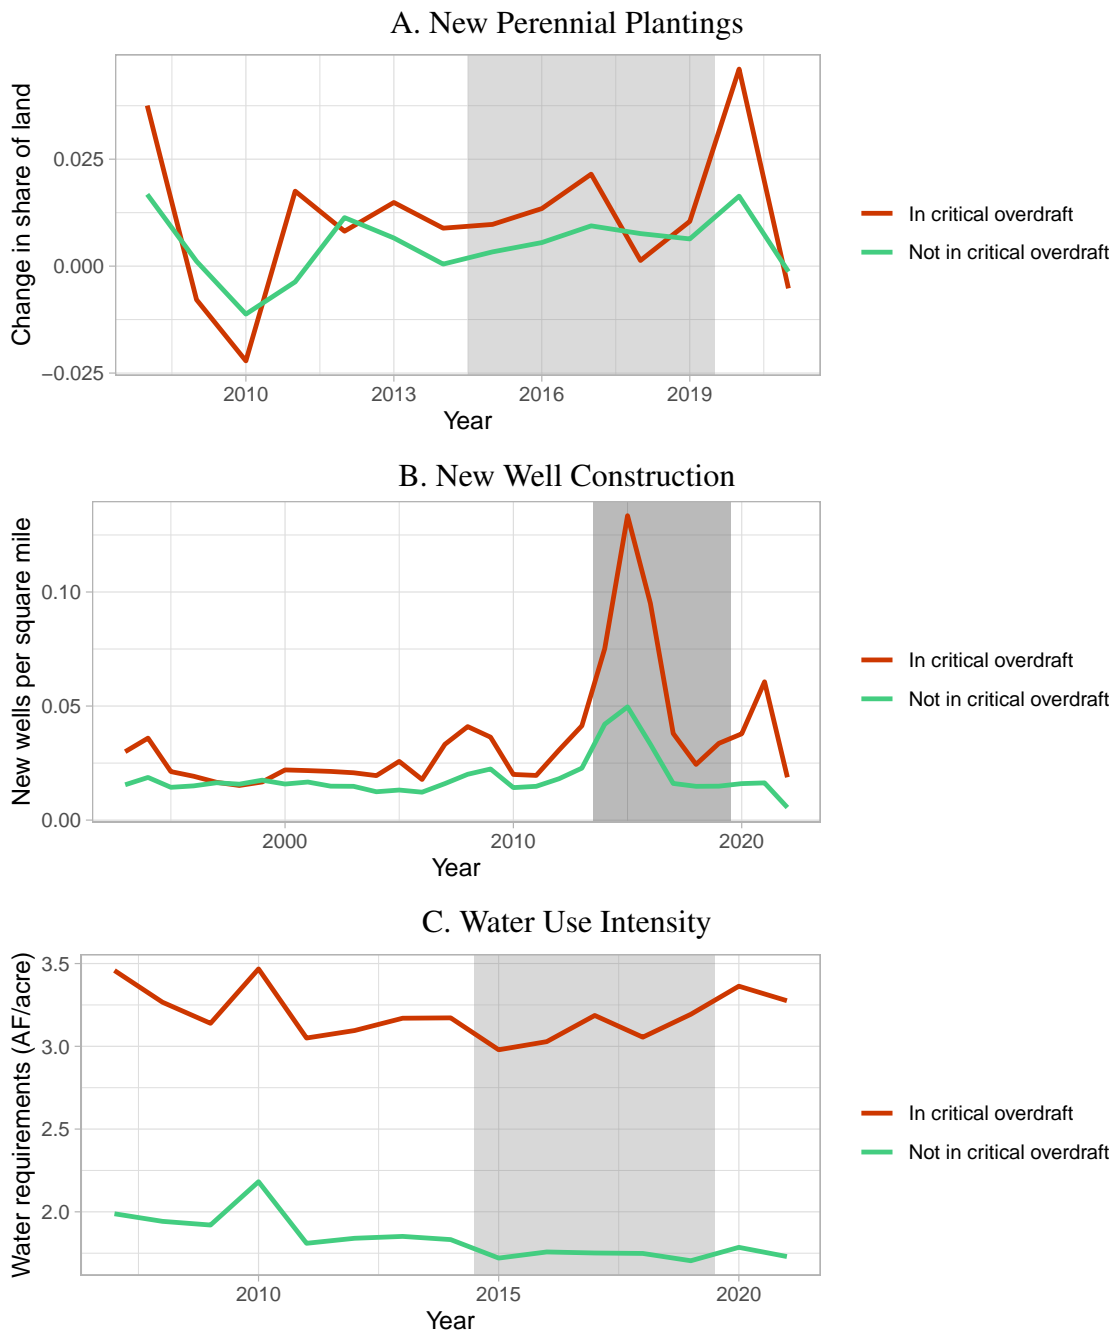 A. New Perennial Plantings
Change in share of land
0.025
0.000
−0.025
2010 2013 2016 2019
Year
In critical overdraft
Not in critical overdraft
B. New Well Construction
New wells per square mile
0.10
0.05
0.00
2000 2010 2020
Year
In critical overdraft
Not in critical overdraft
C. Water Use Intensity
Water requirements (AF/acre)
3.5
3.0
2.5
2.0
2010 2015 2020
Year
In critical overdraft
Not in critical overdraft